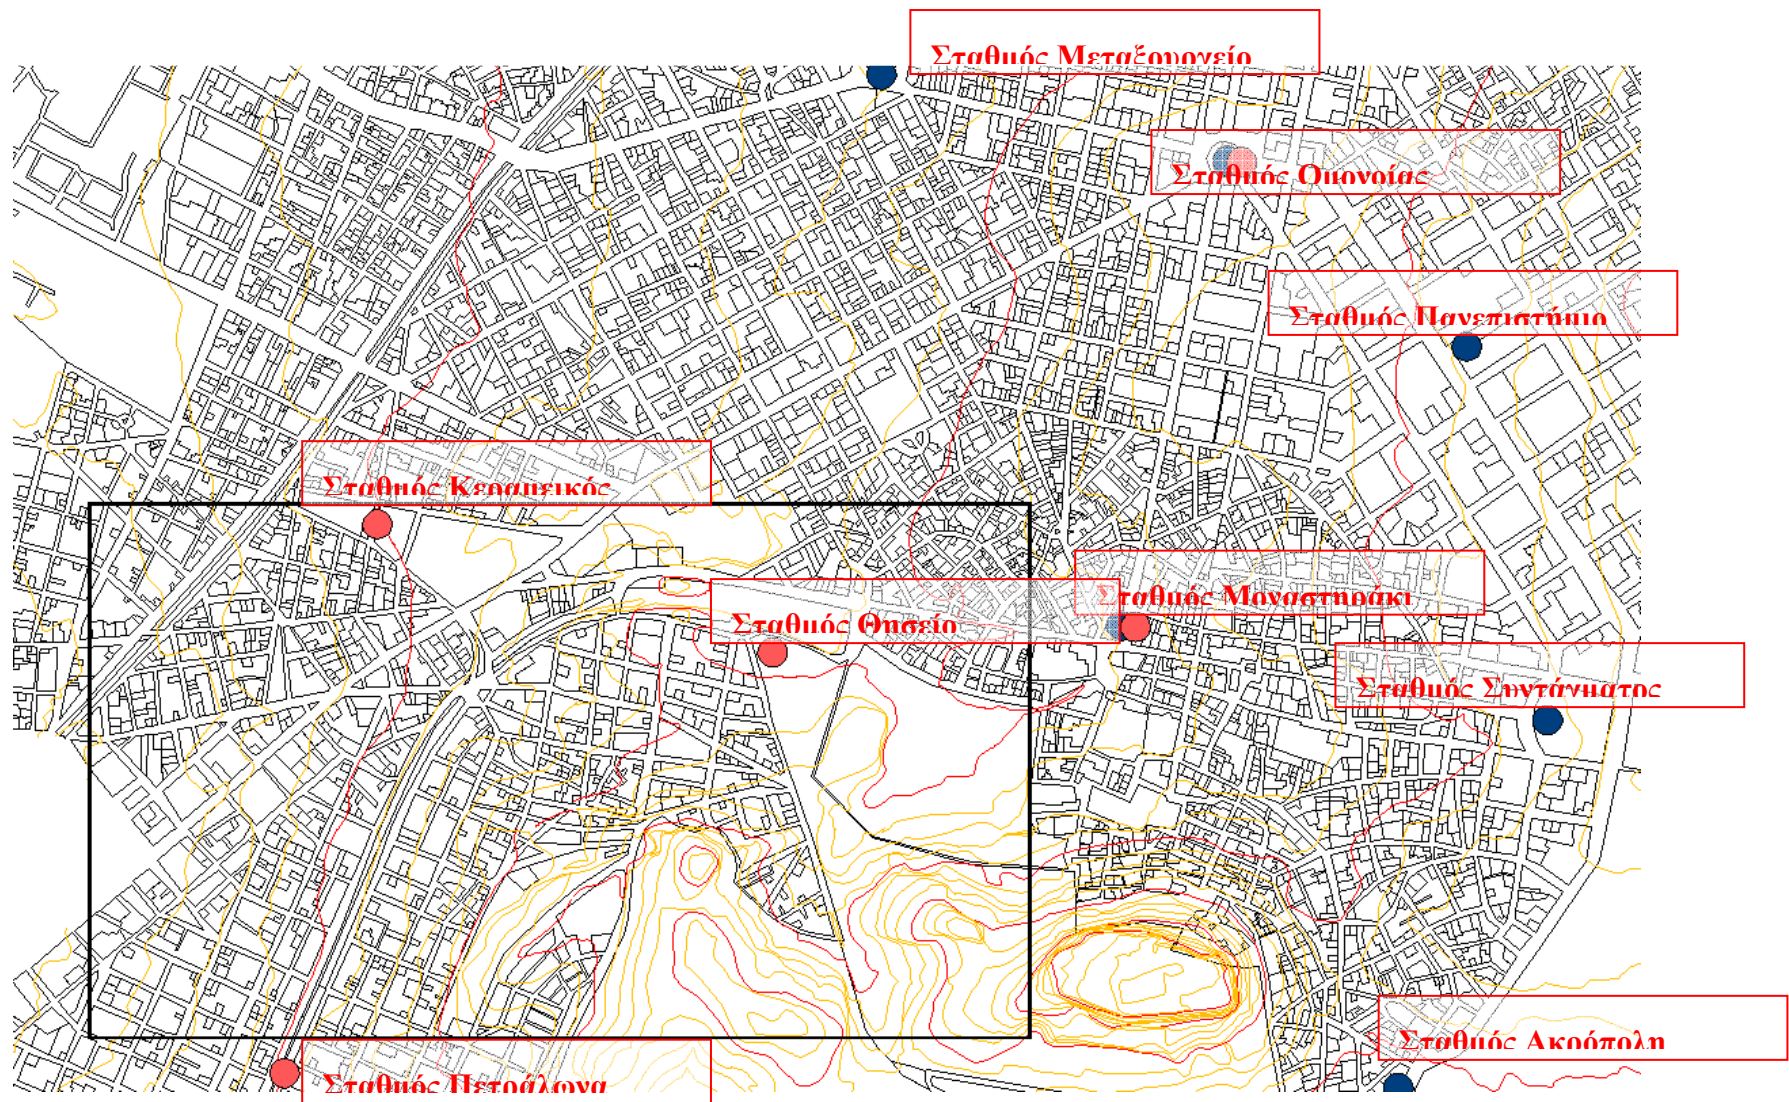 Σταθμός Μεταξουργείο
Σταθμός Ομονοίας
Σταθμός Πανεπιστήμιο
Σταθμός Κεραμεικός
Σταθμός Μοναστηράκι
Σταθμός Θησείο
Σταθμός Συντάγματος
Σταθμός Ακρόπολη
Σταθμός Πετράλωνα